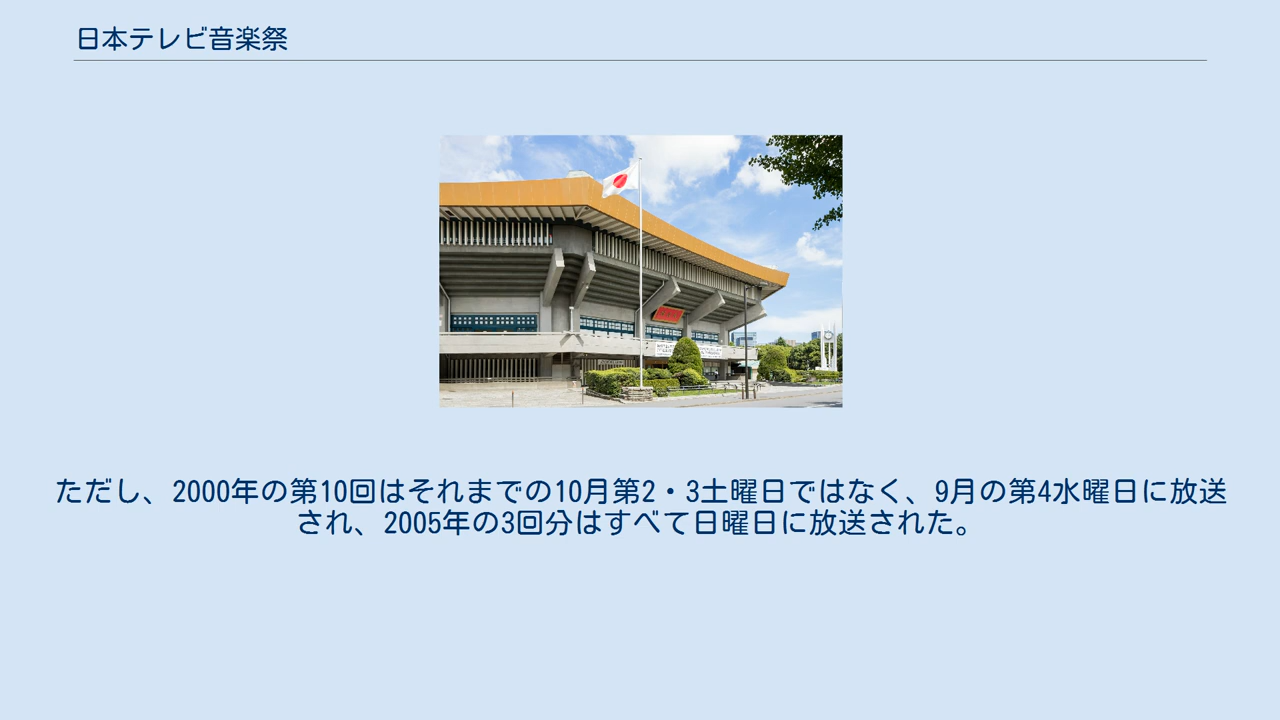 日本テレビ音楽祭
ただし、2000年の第10回はそれまでの10月第2・3土曜日ではなく、9月の第4水曜日に放送
され、2005年の3回分はすべて日曜日に放送された。